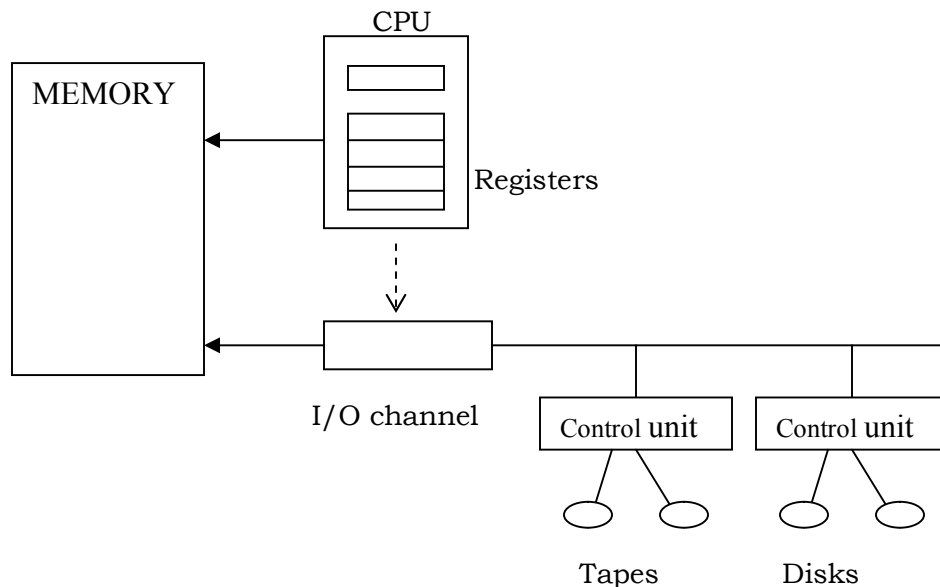 CPU
MEMORY
Registers
I/O channel
Control unit
Control unit
Tapes
Disks